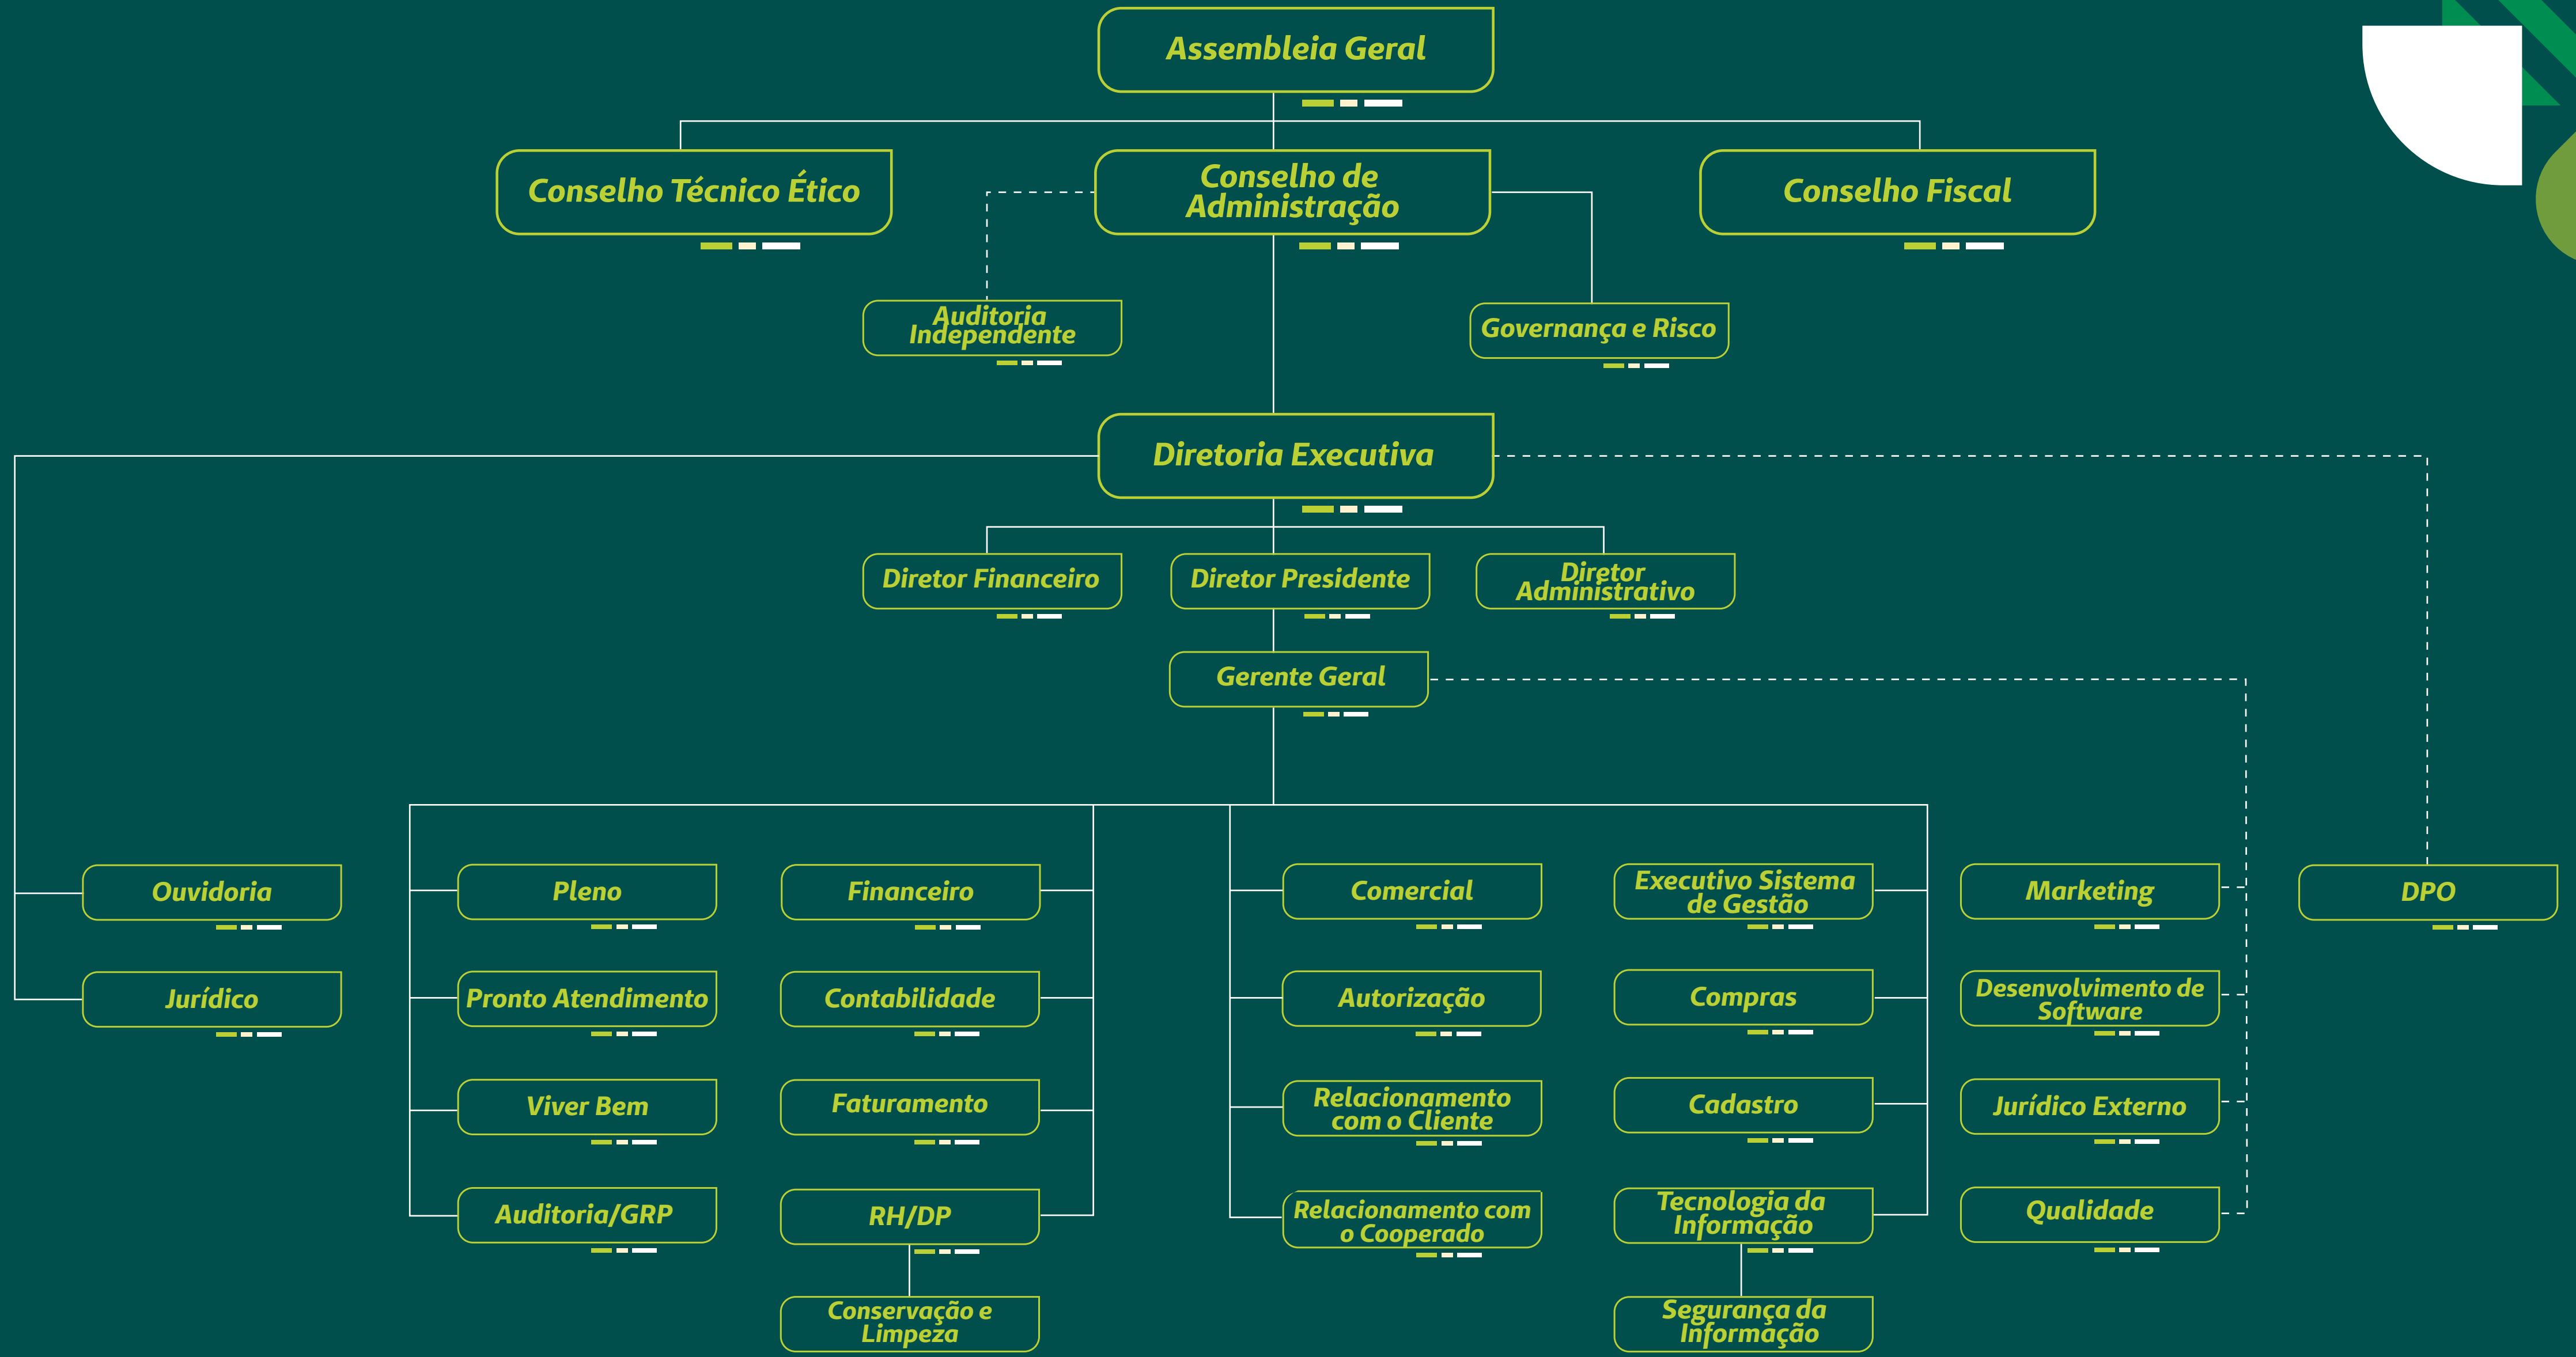 Assembleia Geral
Conselho Técnico Ético
Conselho de
Administração
Conselho Fiscal
Auditoria
Independente
Governança e Risco
Diretoria Executiva
Diretor Financeiro
Diretor Presidente
Diretor
Administrativo
Gerente Geral
Ouvidoria
Pleno
Financeiro
Comercial
Executivo Sistema
de Gestão
Marketing
DPO
Jurídico
Pronto Atendimento
Contabilidade
Autorização
Compras
Desenvolvimento de
Software
Viver Bem
Faturamento
Relacionamento
com o Cliente
Cadastro
Jurídico Externo
Auditoria/GRP
RH/DP
Relacionamento com
o Cooperado
Tecnologia da
Informação
Qualidade
Conservação e
Limpeza
Segurança da
Informação